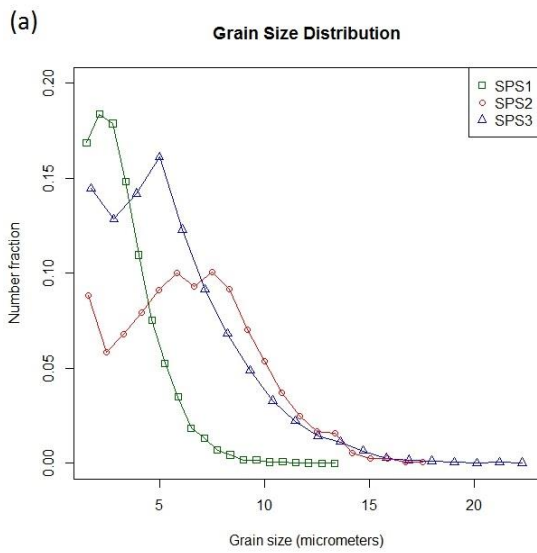 (a)
Grain Size Distribution
SPS1
SPS2
SPS3
Number fraction
0.20
0.15
0.10
0.05
0.00
5
10
15
20
Grain size (micrometers)